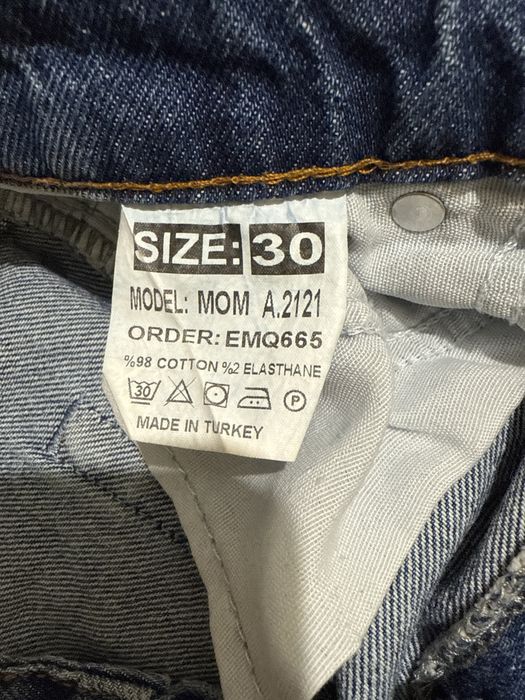 SIZE: 30
MODEL: MOM A.2121
ORDER: EMQ665
%98 COTTON %2 ELASTHANE
30 P
MADE IN TURKEY